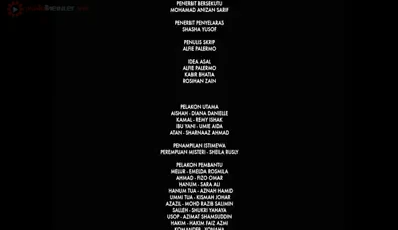 PENERBIT BERSEKUTU
MOHAMAD ANIZAN SARIF
PENERBIT PENYELARAS
SHASHA YUSOF
PENULIS SKRIP
ALFIE PALERMO
IDEA ASAL
ALFIE PALERMO
KABIR BHATIA
ROSIHAN ZAIN
PELAKON UTAMA
AISHAH - DIANA DANIELLE
KAMAL - REMY ISHAK
IBU YANI - UMIE AIDA
ATAN - SHARNAAZ AHMAD
PENAMPILAN ISTIMEWA
PEREMPUAN MISTERI - SHEILA RUSLY
PELAKON PEMBANTU
MELUR - EMELDA ROSMILA
AHMAD - FIZO OMAR
HANUM - SARA ALI
HANUM TUA - AZNAH HAMID
UMMI TUA - KISMAH JOHAR
AZAZIL - MOHD RAZIB SALIMIN
SALLEH - SHUKRI YAHAYA
USOP - AZIMAT SHAMSUDDIN
HAKIM - HAKIM FAIZ AZMI